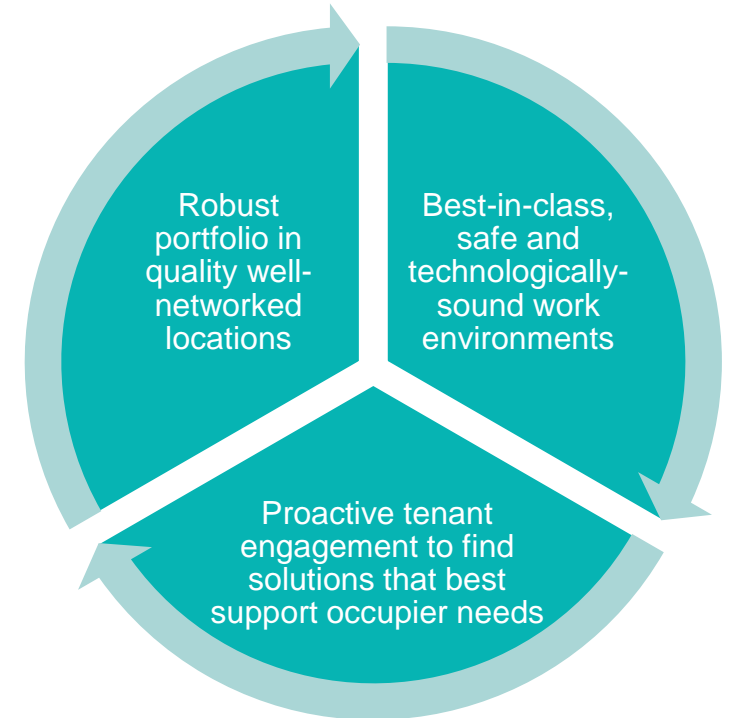 Robust
portfolio in
quality well-
networked
locations
Best-in-class,
safe and
technologically-
sound work
environments
Proactive tenant
engagement to find
solutions that best
support occupier needs